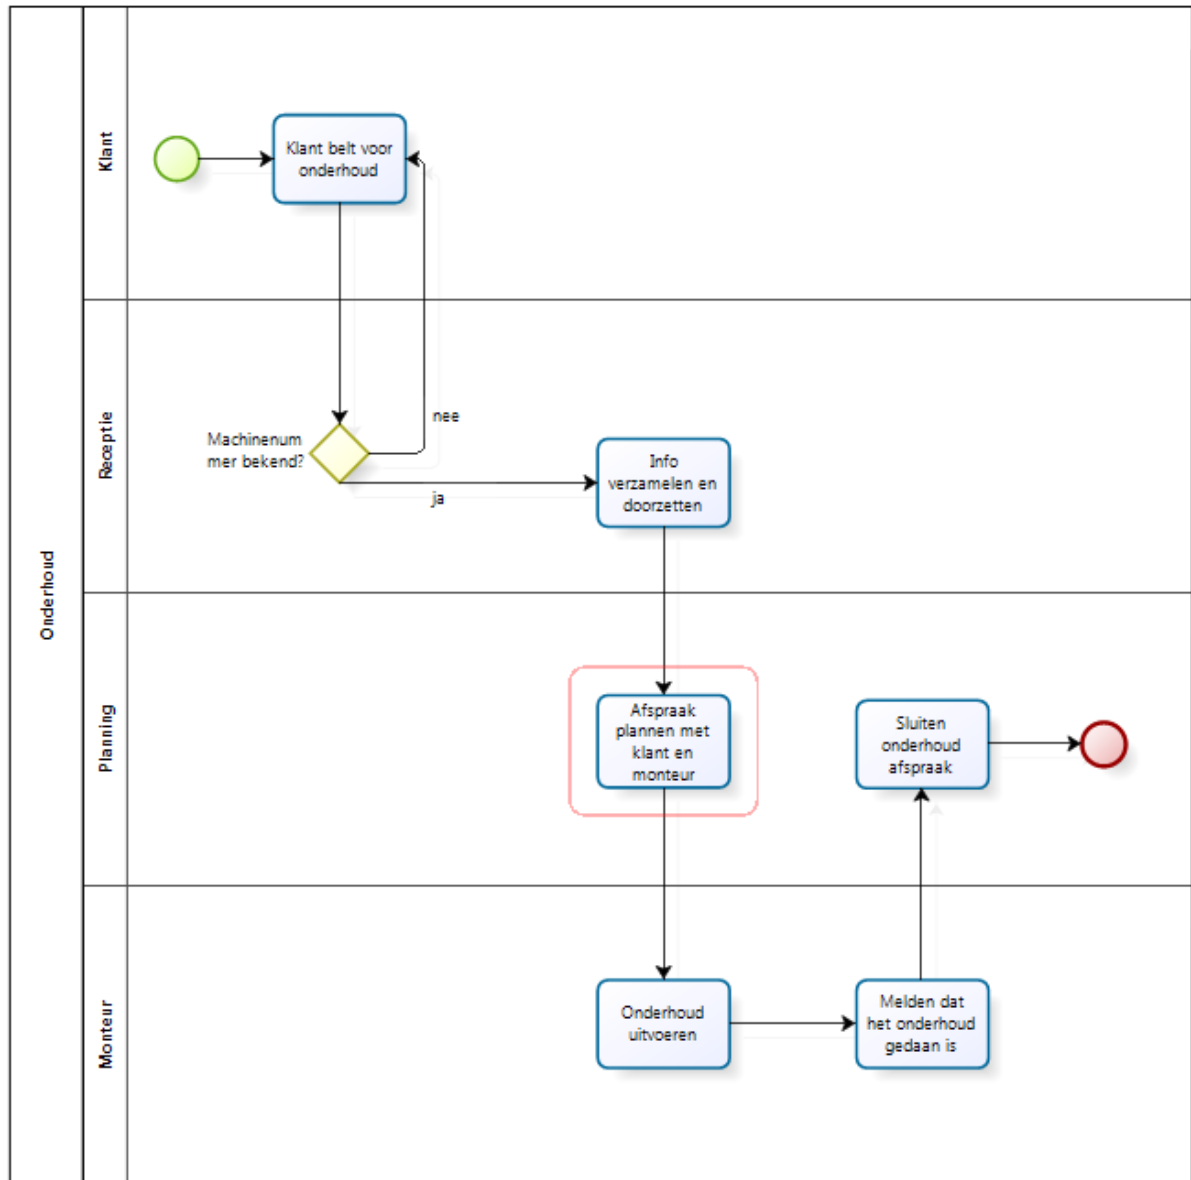 Onderhoud
Klant
Klant belt voor
onderhoud
Receptie
Machinenum
mer bekend?
nee
ja
Info
verzamelen en
doorzetten
Planning
Afspraak
plannen met
klant en
monteur
Sluiten
onderhoud
afspraak
Monteur
Onderhoud
uitvoeren
Melden dat
het onderhoud
gedaan is